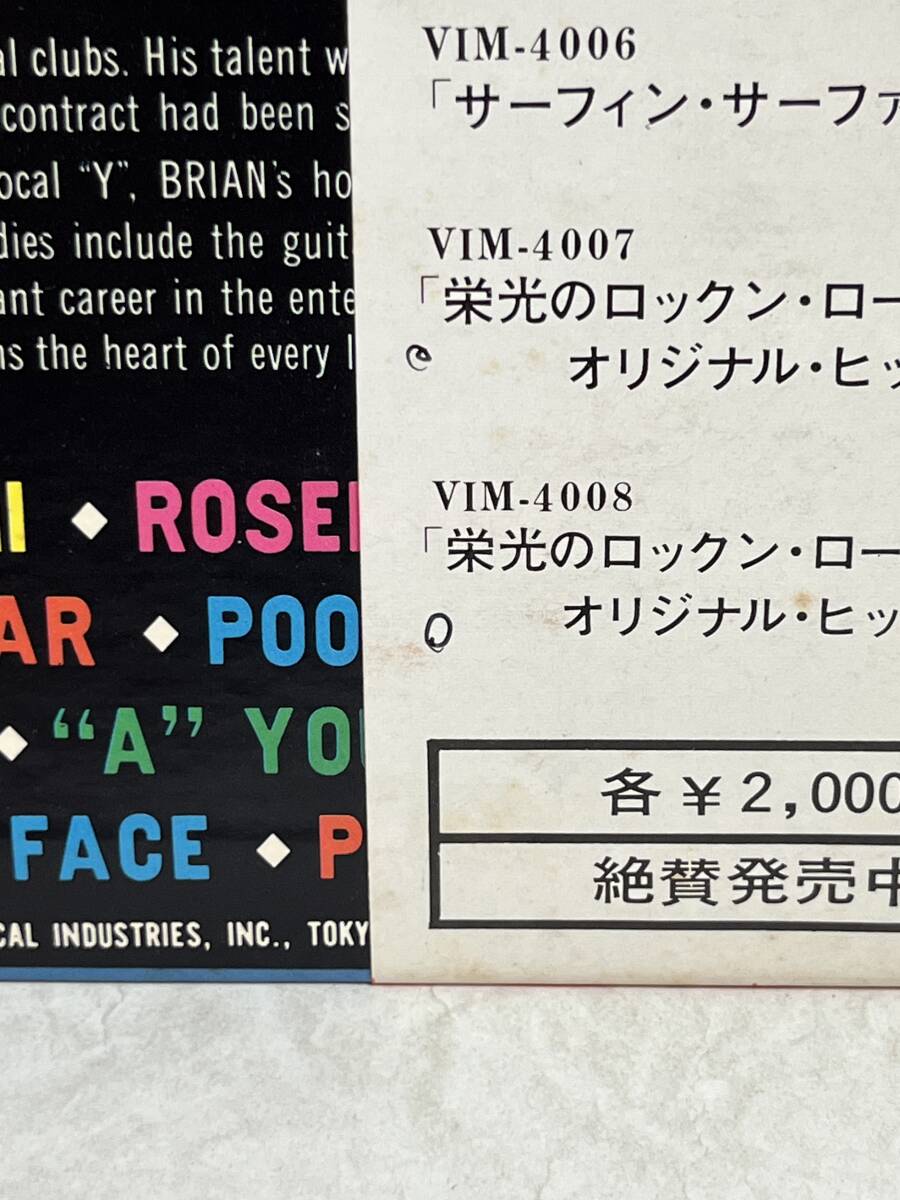 al clubs. His talent w
contract had been s
ocal "Y", BRIAN's ho
dies include the guit
ant career in the ente
ns the heart of every l
I ◆ ROSE
AR ◆ POO
◆ "A" YOU
FACE ◆ P
CAL INDUSTRIES, INC., TOKY
VIM-4006
「サーフィン・サーファ
VIM-4007
「栄光のロックン・ロー
オリジナル・ヒッ
VIM-4008
「栄光のロックン・ロー
オリジナル・ヒッ
各￥2,000
絶賛発売中